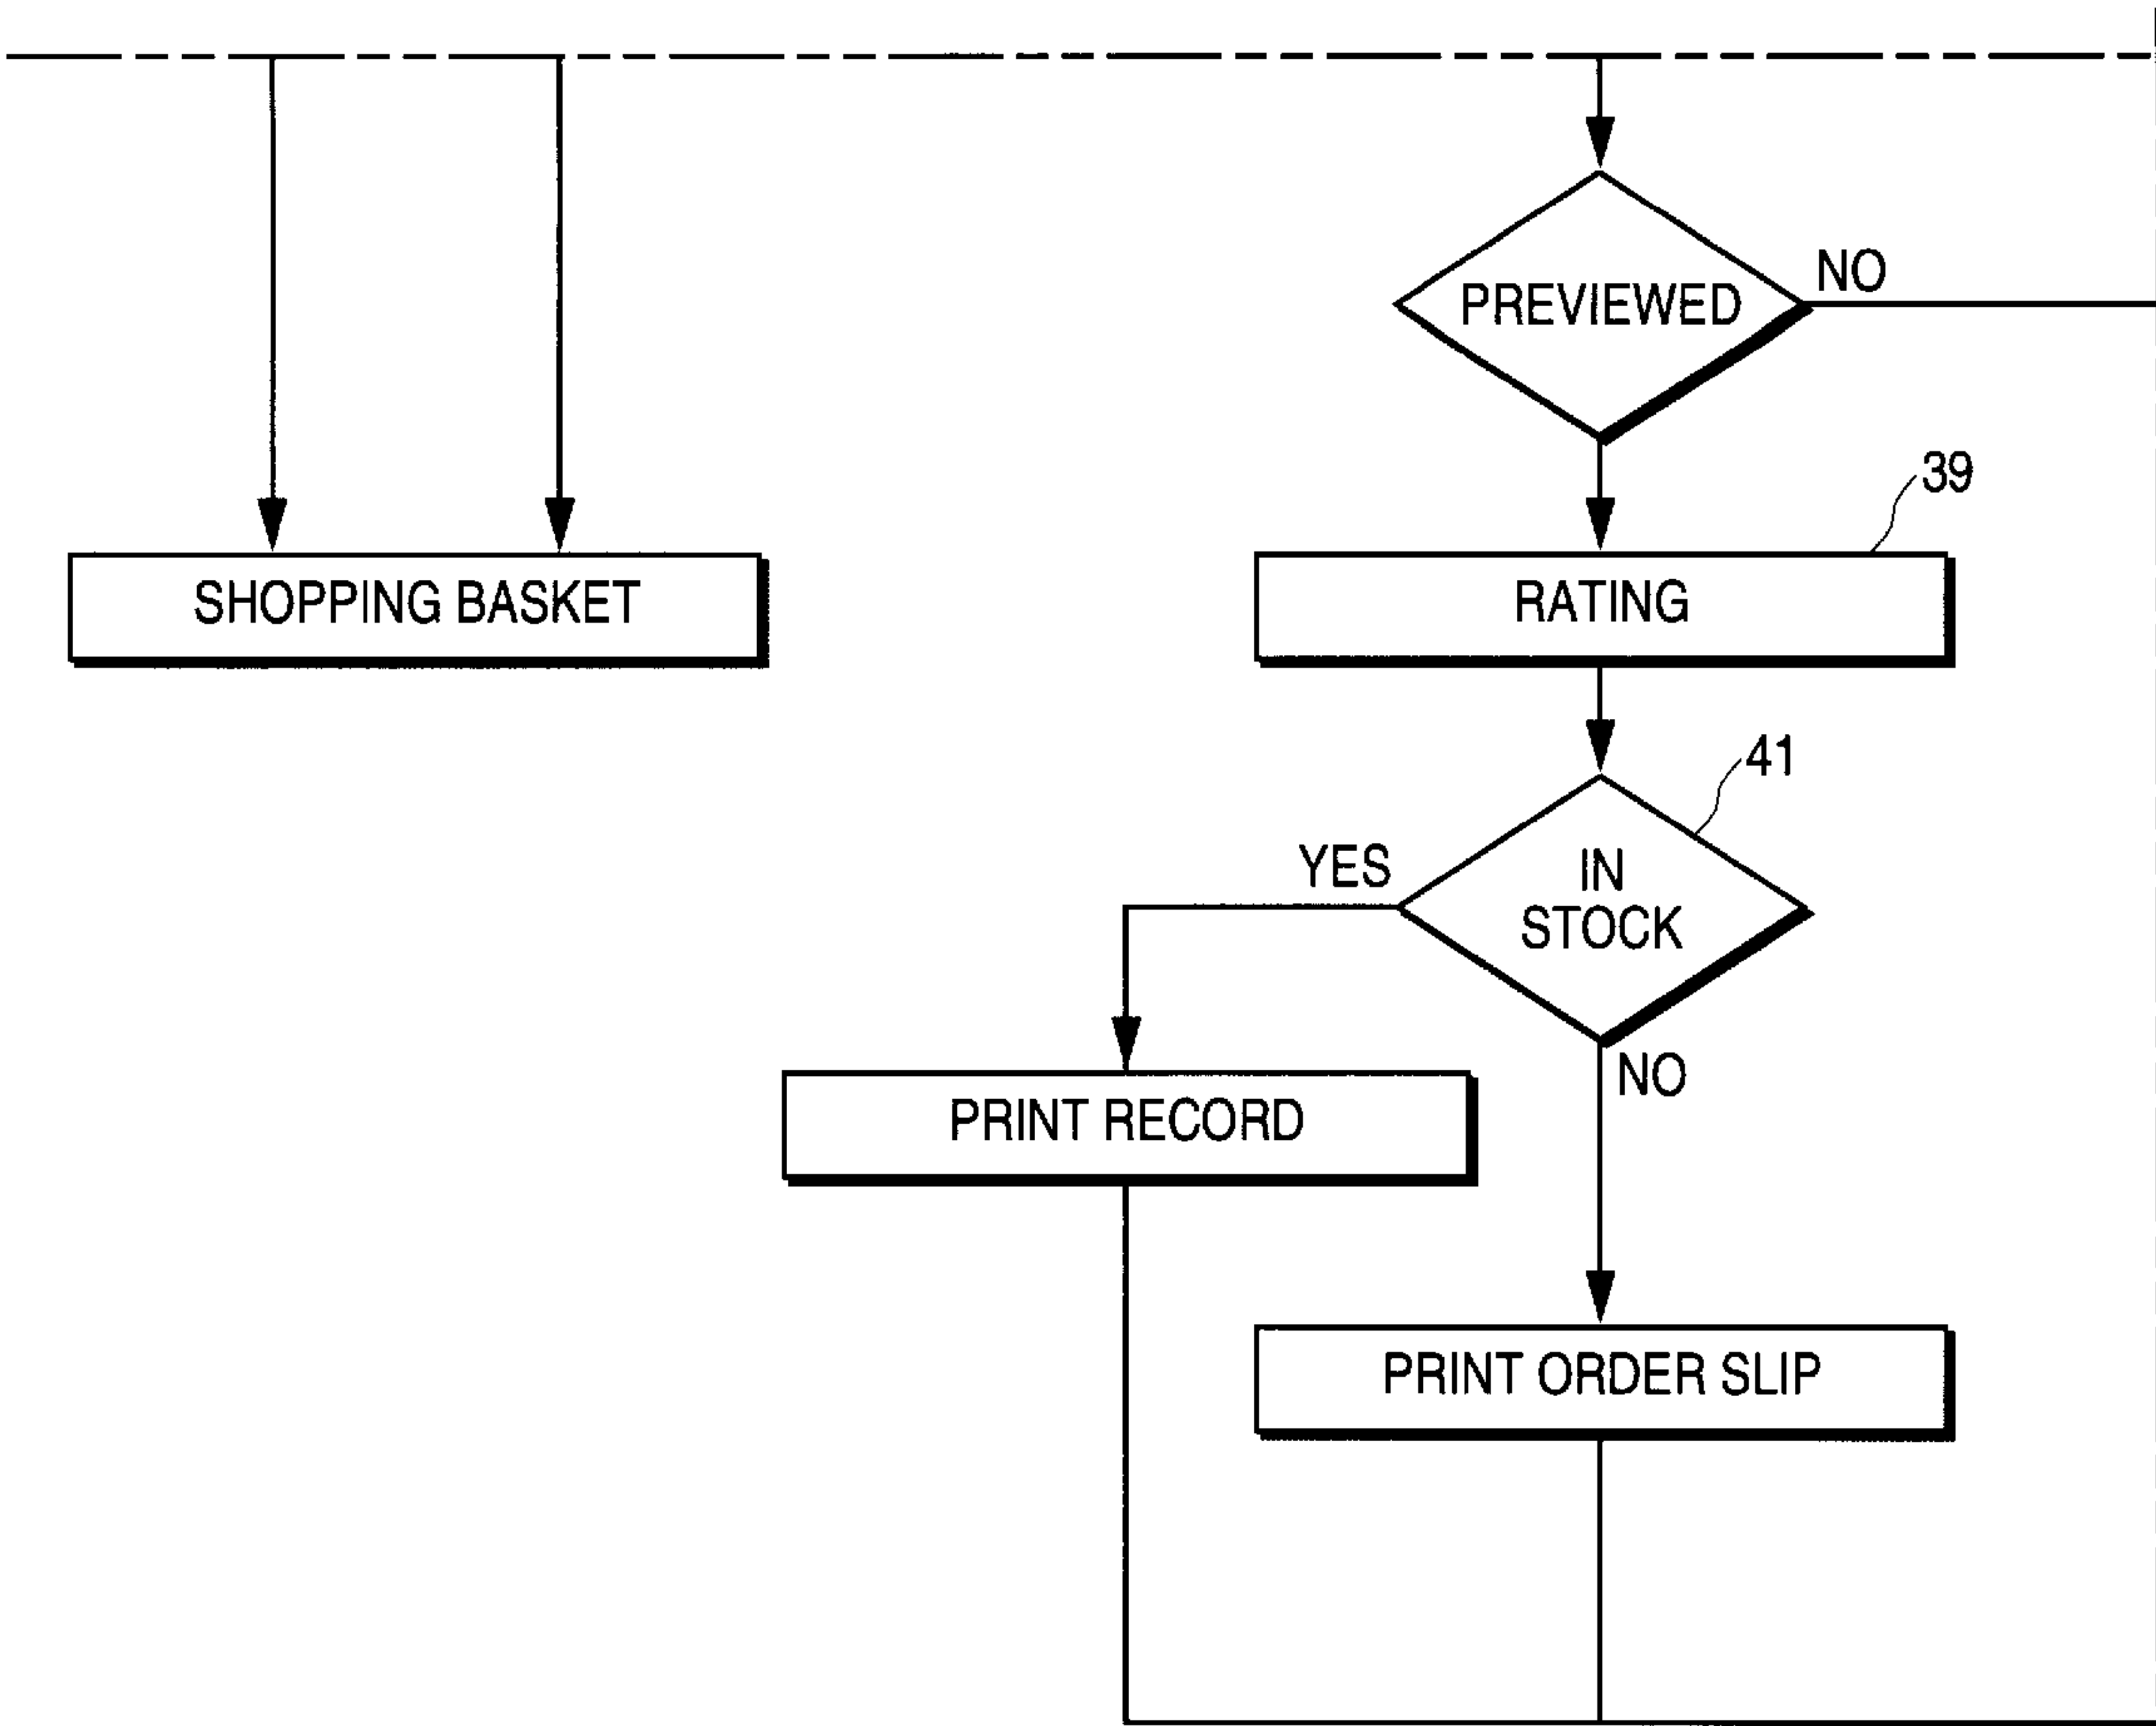 PREVIEWED
NO
39
SHOPPING BASKET
RATING
41
YES
IN
STOCK
NO
PRINT RECORD
PRINT ORDER SLIP